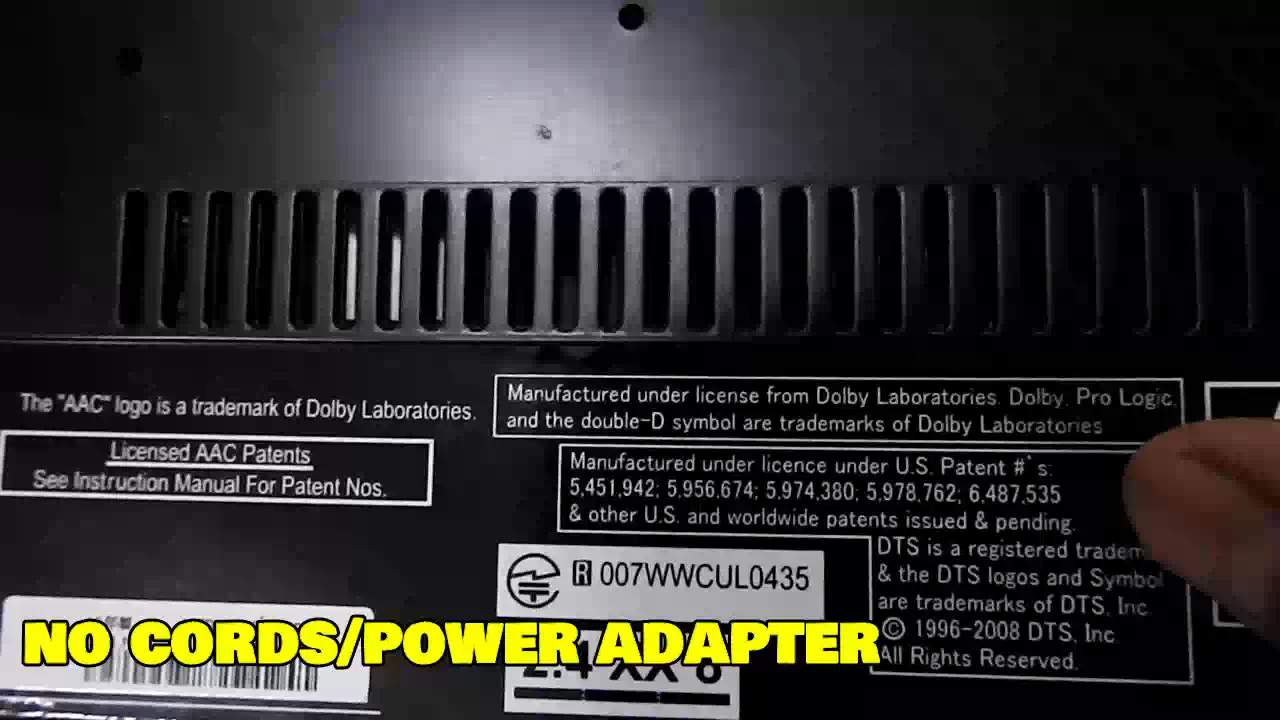 The "AAC" logo is a trademark of Dolby Laboratories.
Licensed AAC Patents
See Instruction Manual For Patent Nos.
Manufactured under license from Dolby Laboratories. Dolby, Pro Logic,
and the double-D symbol are trademarks of Dolby Laboratories
Manufactured under licence under U.S. Patent #'s:
5,451,942; 5,956,674; 5,974,380; 5,978,762; 6,487,535
& other U.S. and worldwide patents issued & pending.
DTS is a registered
& the DTS logos and Symbol
are trademarks of DTS, Inc.
© 1996-2008 DTS, Inc.
All Rights Reserved.
R 007WWCUL0435
2.4 XX 8
NO CORDS/POWER ADAPTER